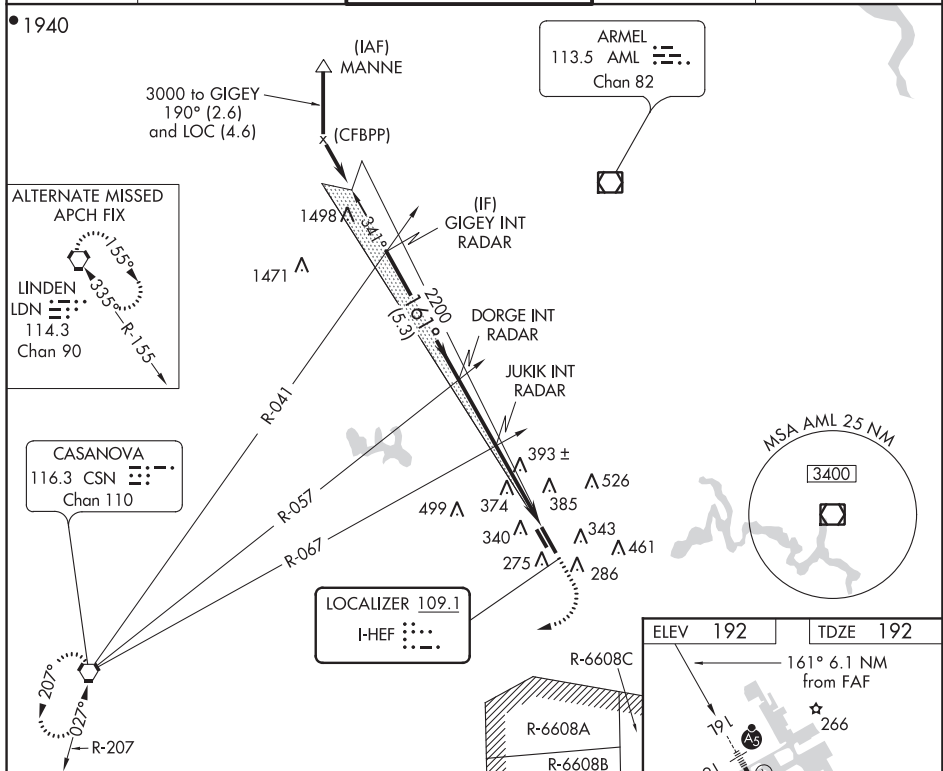 1940
(IAF)
MANNE
3000 to GIGEY
190° (2.6)
and LOC (4.6)
(CFBPP)
ARMEL
113.5 AML
Chan 82
ALTERNATE MISSED
APCH FIX
155°
LINDEN
LDN
114.3
Chan 90
335°
R-155
1498
1471
341°
(IF)
GIGEY INT
RADAR
2200
161°
(5.3)
DORGE INT
RADAR
JUKIK INT
RADAR
R-041
R-057
R-067
CASANOVA
116.3 CSN
Chan 110
393 ±
526
374
385
499
340
343
461
275
286
MSA AML 25 NM
3400
LOCALIZER 109.1
I-HEF
207°
027°
R-207
R-6608C
R-6608A
R-6608B
ELEV 192
TDZE 192
161° 6.1 NM
from FAF
266
16L
A5